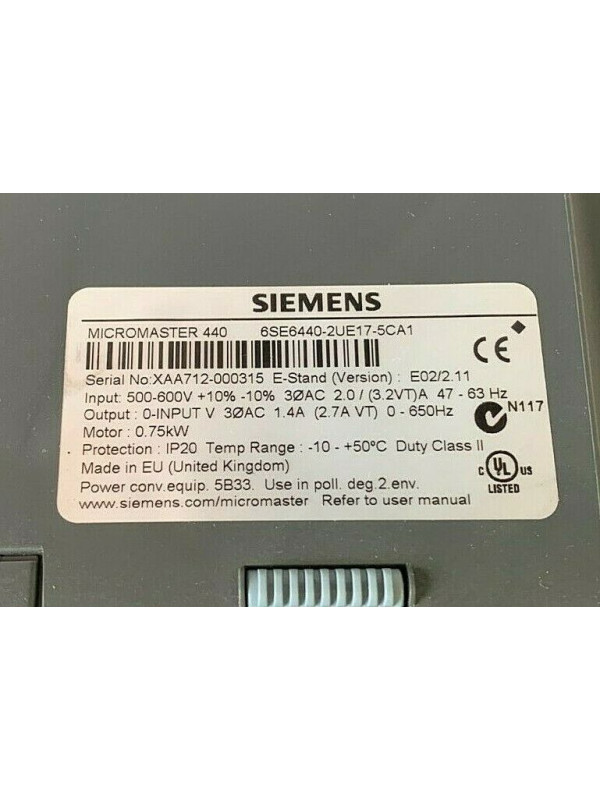 SIEMENS
MICROMASTER 440 6SE6440-2UE17-5CA1
CE
Serial No:XAA712-000315 E-Stand (Version) : E02/2.11
Input: 500-600V +10% -10% 3ØAC 2.0 / (3.2VT)A 47 - 63 Hz
Output : 0-INPUT V 3ØAC 1.4A (2.7A VT) 0 - 650Hz
N117
Motor : 0.75kW
Protection : IP20 Temp Range : -10 - +50°C Duty Class II
Made in EU (United Kingdom)
C UL US
LISTED
Power conv.equip. 5B33. Use in poll. deg.2.env.
www.siemens.com/micromaster Refer to user manual